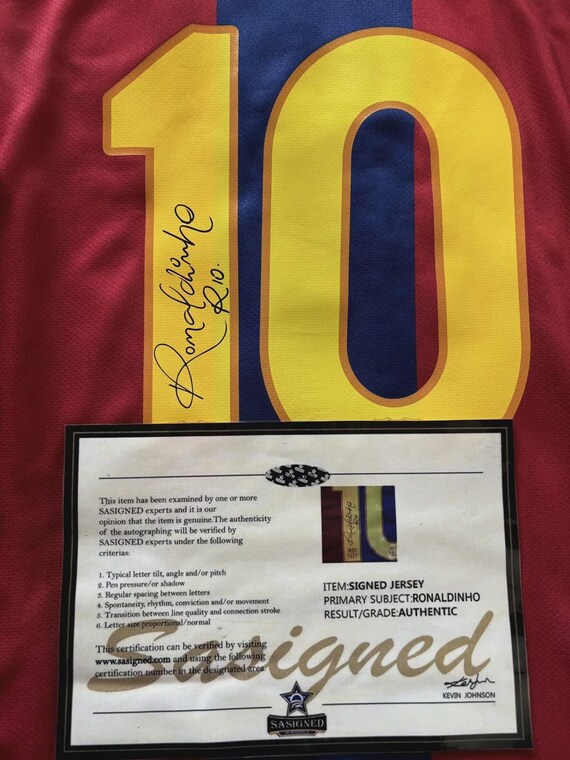 10
Ronaldinho
R10.
This item has been examined by one or more
SASIGNED experts and it is our
opinion that the item is genuine.The authenticity
of the autographing will be verified by
SASIGNED experts under the following
criterias:
1. Typical letter tilt, angle and/or pitch
2. Pen pressure/or shadow
3. Regular spacing between letters
4. Spontaneity, rhythm, conviction and/or movement
5. Transition between line quality and connection stroke
6. Letter size proportional/normal
This certification can be verified by visiting
www.sasigned.com and using the following
certification number in the designated area
10
ITEM:SIGNED JERSEY
PRIMARY SUBJECT:RONALDINHO
RESULT/GRADE:AUTHENTIC
Sasigned
KEVIN JOHNSON
SASIGNED